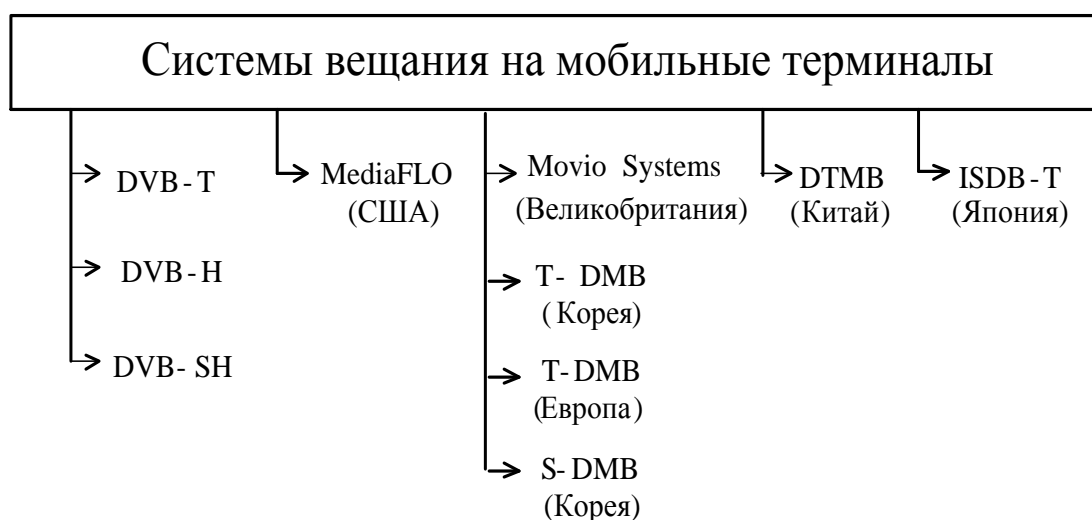 Системы вещания на мобильные терминалы
DVB-T
DVB-H
DVB-SH
MediaFLO
(США)
Movio Systems
(Великобритания)
T- DMB
(Корея)
T-DMB
(Европа)
S-DMB
(Корея)
DTMB
(Китай)
ISDB-T
(Япония)